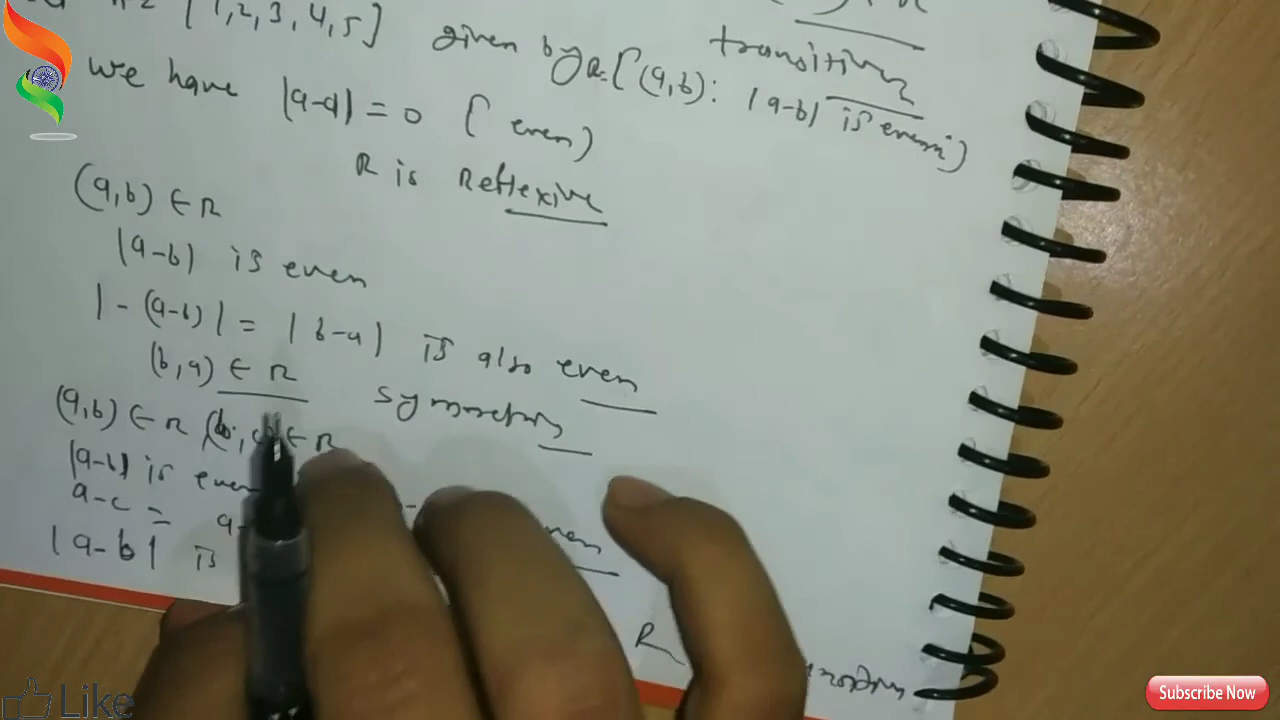 [1,2,3,4,5] given by R=[(a,b): |a-b| is even)
transitive
we have |a-a| = 0 ( even)
R is Reflexive
(a,b) ∈ R
|a-b| is even
|-(a-b)| = |b-a| is also even
(b,a) ∈ R symmetric
(a,b) ∈ R (b,c) ∈ R
|a-b| is even
a-c = a-
|a-b| is
R
Like
Subscribe Now